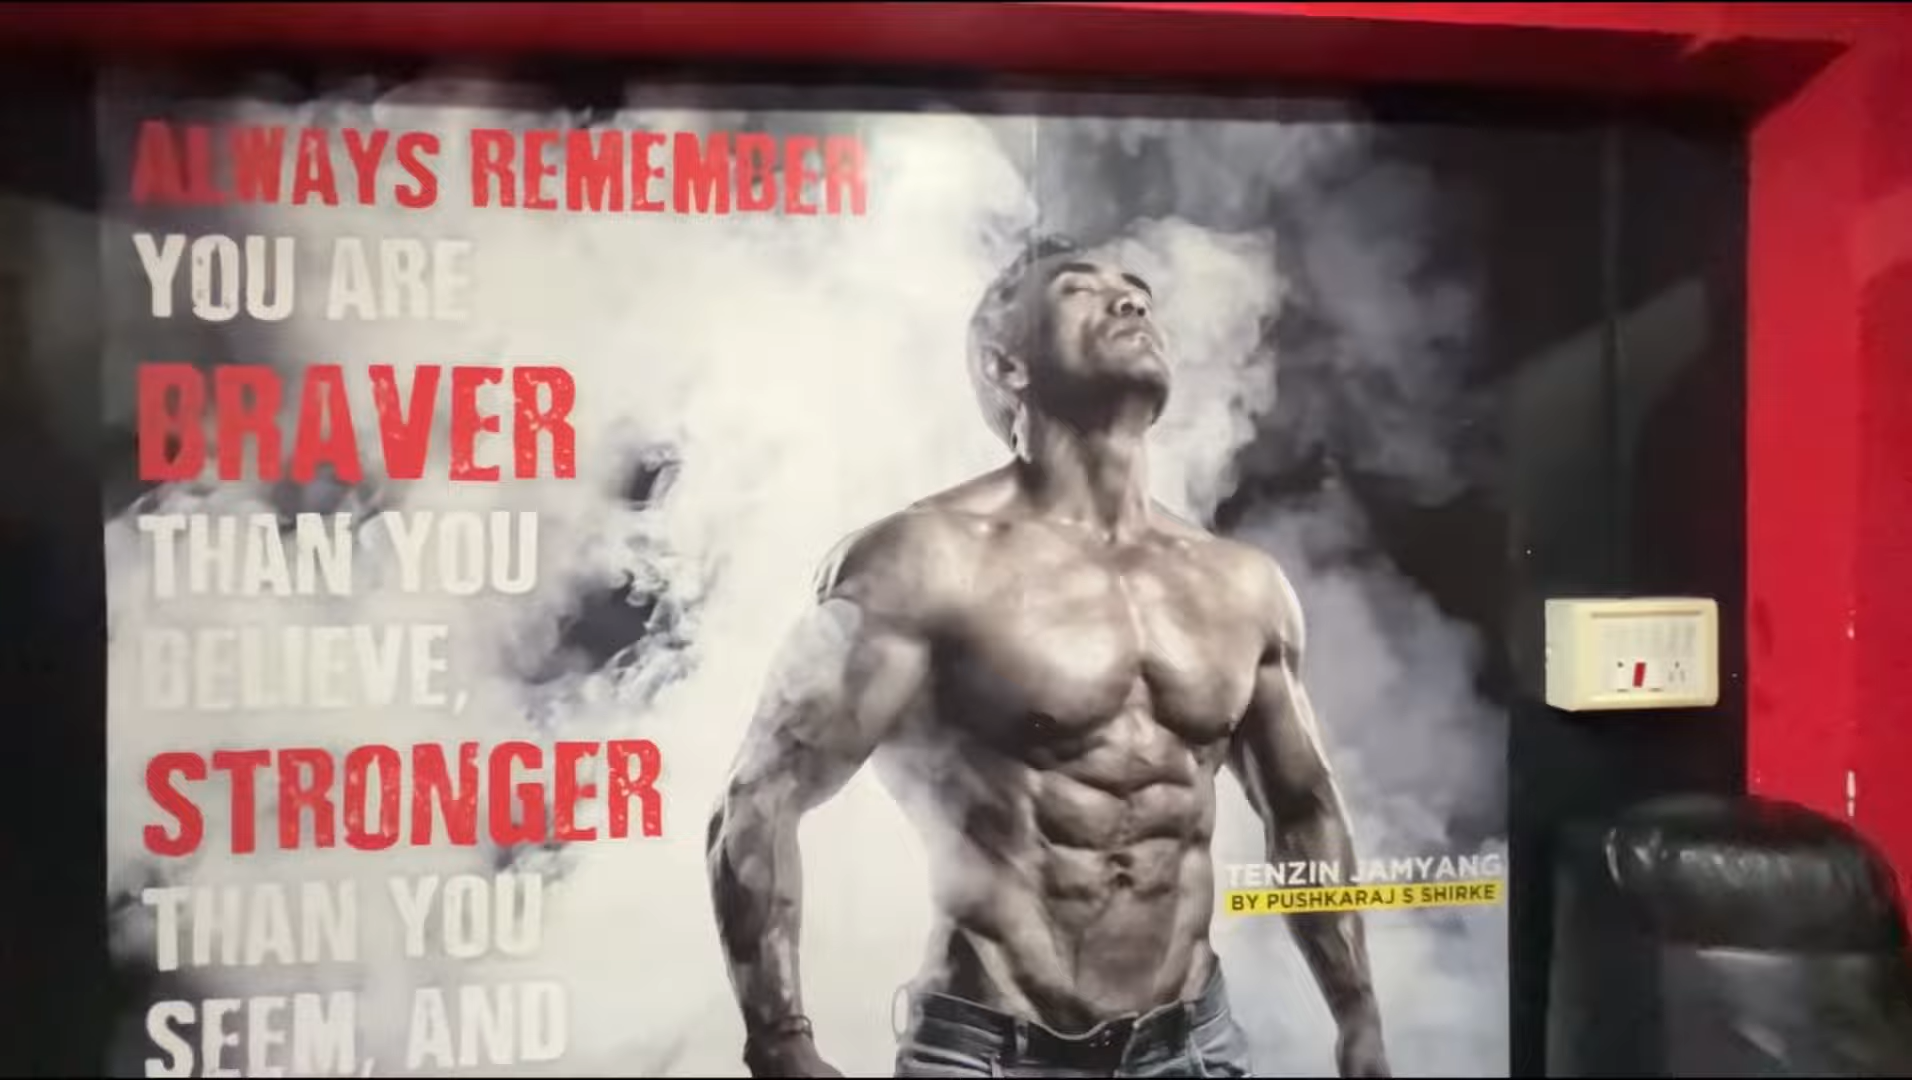 ALWAYS REMEMBER
YOU ARE
BRAVER
THAN YOU
BELIEVE,
STRONGER
THAN YOU
SEEM, AND
TENZIN JAMYANG
BY PUSHKARAJ S SHIRKE